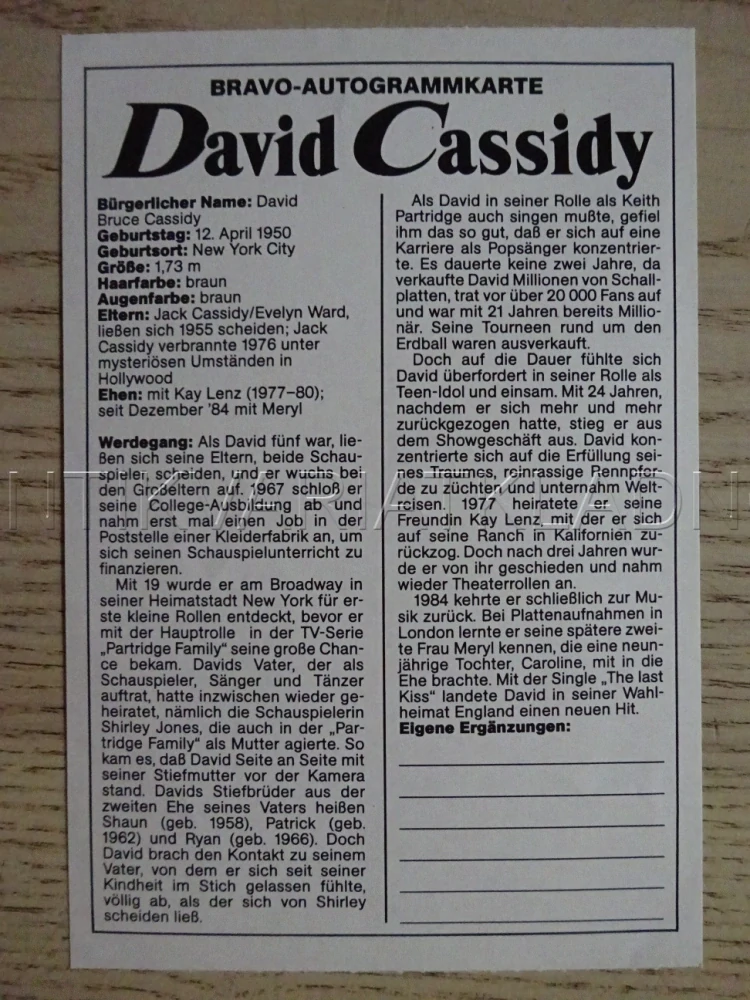 BRAVO-AUTOGRAMMKARTE
David Cassidy
Bürgerlicher Name: David
Bruce Cassidy
Geburtstag: 12. April 1950
Geburtsort: New York City
Größe: 1,73 m
Haarfarbe: braun
Augenfarbe: braun
Eltern: Jack Cassidy/Evelyn Ward,
ließen sich 1955 scheiden; Jack
Cassidy verbrannte 1976 unter
mysteriösen Umständen in
Hollywood
Ehen: mit Kay Lenz (1977–80);
seit Dezember '84 mit Meryl
Werdegang: Als David fünf war, lie-
ßen sich seine Eltern, beide Schau-
spieler, scheiden, und er wuchs bei
den Großeltern auf. 1967 schloß er
seine College-Ausbildung ab und
nahm erst mal einen Job in der
Poststelle einer Kleiderfabrik an, um
sich seinen Schauspielunterricht zu
finanzieren.
Mit 19 wurde er am Broadway in
seiner Heimatstadt New York für er-
ste kleine Rollen entdeckt, bevor er
mit der Hauptrolle in der TV-Serie
„Partridge Family“ seine große Chan-
ce bekam. Davids Vater, der als
Schauspieler, Sänger und Tänzer
auftrat, hatte inzwischen wieder ge-
heiratet, nämlich die Schauspielerin
Shirley Jones, die auch in der „Par-
tridge Family“ als Mutter agierte. So
kam es, daß David Seite an Seite mit
seiner Stiefmutter vor der Kamera
stand. Davids Stiefbrüder aus der
zweiten Ehe seines Vaters heißen
Shaun (geb. 1958), Patrick (geb.
1962) und Ryan (geb. 1966). Doch
David brach den Kontakt zu seinem
Vater, von dem er sich seit seiner
Kindheit im Stich gelassen fühlte,
völlig ab, als der sich von Shirley
scheiden ließ.
Als David in seiner Rolle als Keith
Partridge auch singen mußte, gefiel
ihm das so gut, daß er sich auf eine
Karriere als Popsänger konzentrier-
te. Es dauerte keine zwei Jahre, da
verkaufte David Millionen von Schall-
platten, trat vor über 20 000 Fans auf
und war mit 21 Jahren bereits Millio-
när. Seine Tourneen rund um den
Erdball waren ausverkauft.
Doch auf die Dauer fühlte sich
David überfordert in seiner Rolle als
Teen-Idol und einsam. Mit 24 Jahren,
nachdem er sich mehr und mehr
zurückgezogen hatte, stieg er aus
dem Showgeschäft aus. David kon-
zentrierte sich auf die Erfüllung sei-
nes Traumes, reinrassige Rennpfer-
de zu züchten und unternahm Welt-
reisen. 1977 heiratete er seine
Freundin Kay Lenz, mit der er sich
auf seine Ranch in Kalifornien zu-
rückzog. Doch nach drei Jahren wur-
de er von ihr geschieden und nahm
wieder Theaterrollen an.
1984 kehrte er schließlich zur Mu-
sik zurück. Bei Plattenaufnahmen in
London lernte er seine spätere zwei-
te Frau Meryl kennen, die eine neun-
jährige Tochter, Caroline, mit in die
Ehe brachte. Mit der Single „The last
Kiss“ landete David in seiner Wahl-
heimat England einen neuen Hit.
Eigene Ergänzungen: